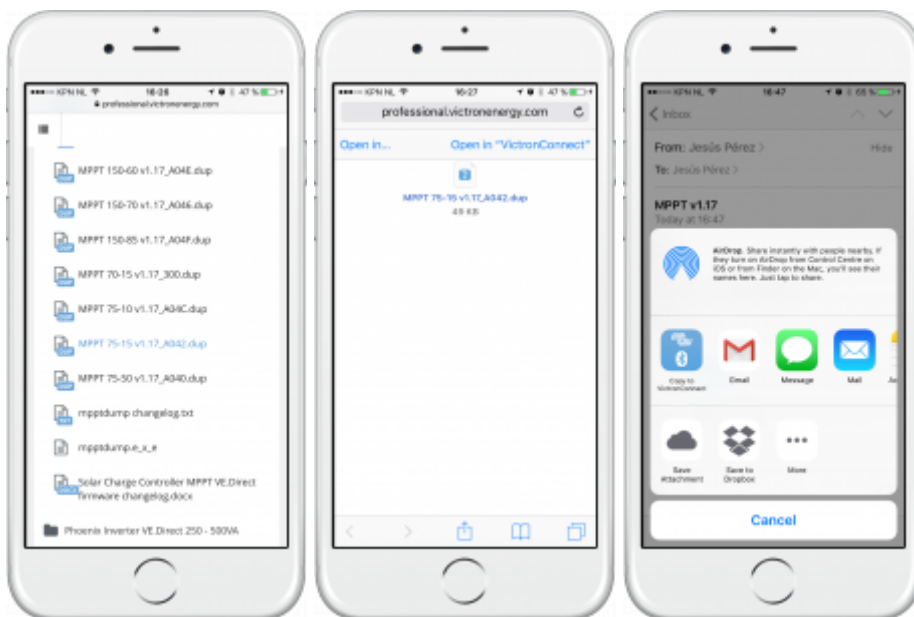 KPN NL 16:26 47 %
professional.victronenergy.com
MPPT 150-60 v1.17_A04E.dup
MPPT 150-70 v1.17_A046.dup
MPPT 150-85 v1.17_A04F.dup
MPPT 70-15 v1.17_300.dup
MPPT 75-10 v1.17_A04C.dup
MPPT 75-15 v1.17_A042.dup
MPPT 75-50 v1.17_A040.dup
mpptdump changelog.txt
mpptdump.e_x_e
Solar Charge Controller MPPT VE.Direct
firmware changelog.docx
Phoenix Inverter VE.Direct 250 - 500VA
KPN NL 16:27 47 %
professional.victronenergy.com
Open in... Open in "VictronConnect"
MPPT 75-15 v1.17_A042.dup
49 KB
KPN NL 16:47 65 %
Inbox
From: Jesús Pérez >
Hide
To: Jesús Pérez >
MPPT v1.17
Today at 16:47
AirDrop. Share instantly with people nearby. If
they turn on AirDrop from Control Centre on
iOS or from Finder on the Mac, you'll see their
names here. Just tap to share.
Copy to
VictronConnect
Email
Message
Mail
Save
Attachment
Save to
Dropbox
More
Cancel